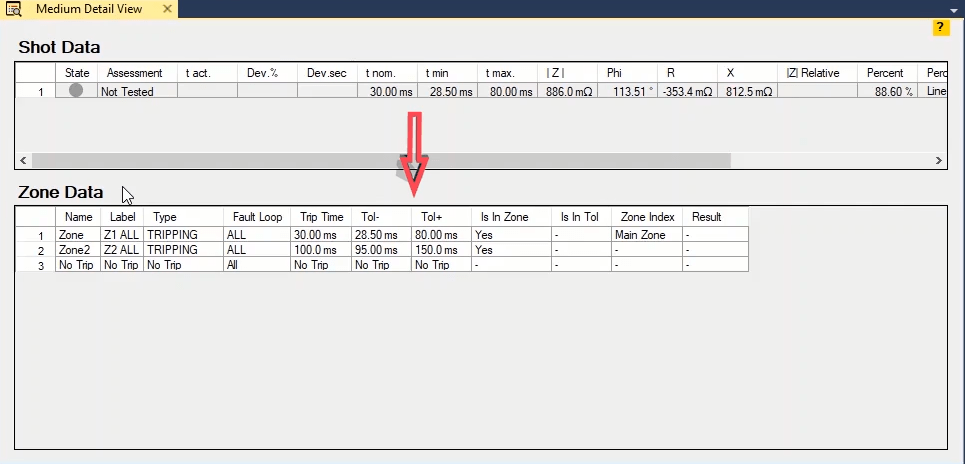 Medium Detail View
?
Shot Data
State Assessment t act. Dev.% Dev.sec t nom. t min t max. | Z | Phi R X |Z| Relative Percent Perc
1 Not Tested 30.00 ms 28.50 ms 80.00 ms 886.0 mΩ 113.51 ° -353.4 mΩ 812.5 mΩ 88.60 % Line
Zone Data
Name Label Type Fault Loop Trip Time Tol- Tol+ Is In Zone Is In Tol Zone Index Result
1 Zone Z1 ALL TRIPPING ALL 30.00 ms 28.50 ms 80.00 ms Yes - Main Zone -
2 Zone2 Z2 ALL TRIPPING ALL 100.0 ms 95.00 ms 150.0 ms Yes - - -
3 No Trip No Trip No Trip All No Trip No Trip No Trip - - - -